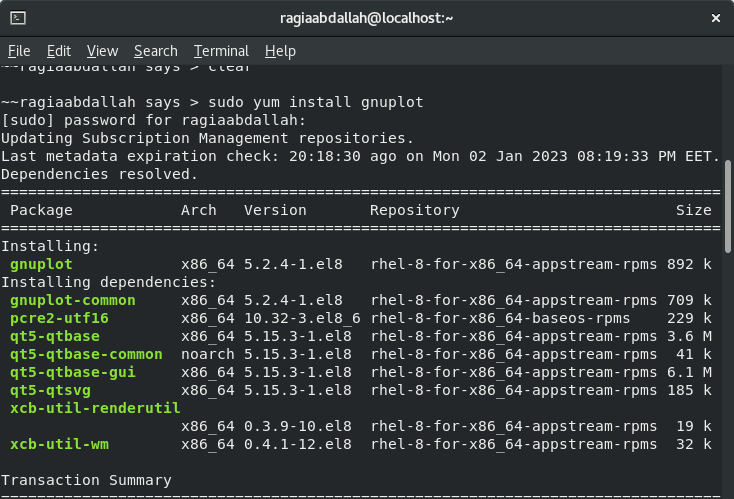 ragiaabdallah@localhost:~
File Edit View Search Terminal Help
~~ragiaabdallah says > clear
~~ragiaabdallah says > sudo yum install gnuplot
[sudo] password for ragiaabdallah:
Updating Subscription Management repositories.
Last metadata expiration check: 20:18:30 ago on Mon 02 Jan 2023 08:19:33 PM EET.
Dependencies resolved.
================================================================================
 Package            Arch   Version       Repository                        Size
================================================================================
Installing:
 gnuplot            x86_64 5.2.4-1.el8   rhel-8-for-x86_64-appstream-rpms 892 k
Installing dependencies:
 gnuplot-common     x86_64 5.2.4-1.el8   rhel-8-for-x86_64-appstream-rpms 709 k
 pcre2-utf16        x86_64 10.32-3.el8_6 rhel-8-for-x86_64-baseos-rpms    229 k
 qt5-qtbase         x86_64 5.15.3-1.el8  rhel-8-for-x86_64-appstream-rpms 3.6 M
 qt5-qtbase-common  noarch 5.15.3-1.el8  rhel-8-for-x86_64-appstream-rpms  41 k
 qt5-qtbase-gui     x86_64 5.15.3-1.el8  rhel-8-for-x86_64-appstream-rpms 6.1 M
 qt5-qtsvg          x86_64 5.15.3-1.el8  rhel-8-for-x86_64-appstream-rpms 185 k
 xcb-util-renderutil
                    x86_64 0.3.9-10.el8  rhel-8-for-x86_64-appstream-rpms  19 k
 xcb-util-wm        x86_64 0.4.1-12.el8  rhel-8-for-x86_64-appstream-rpms  32 k
Transaction Summary
================================================================================